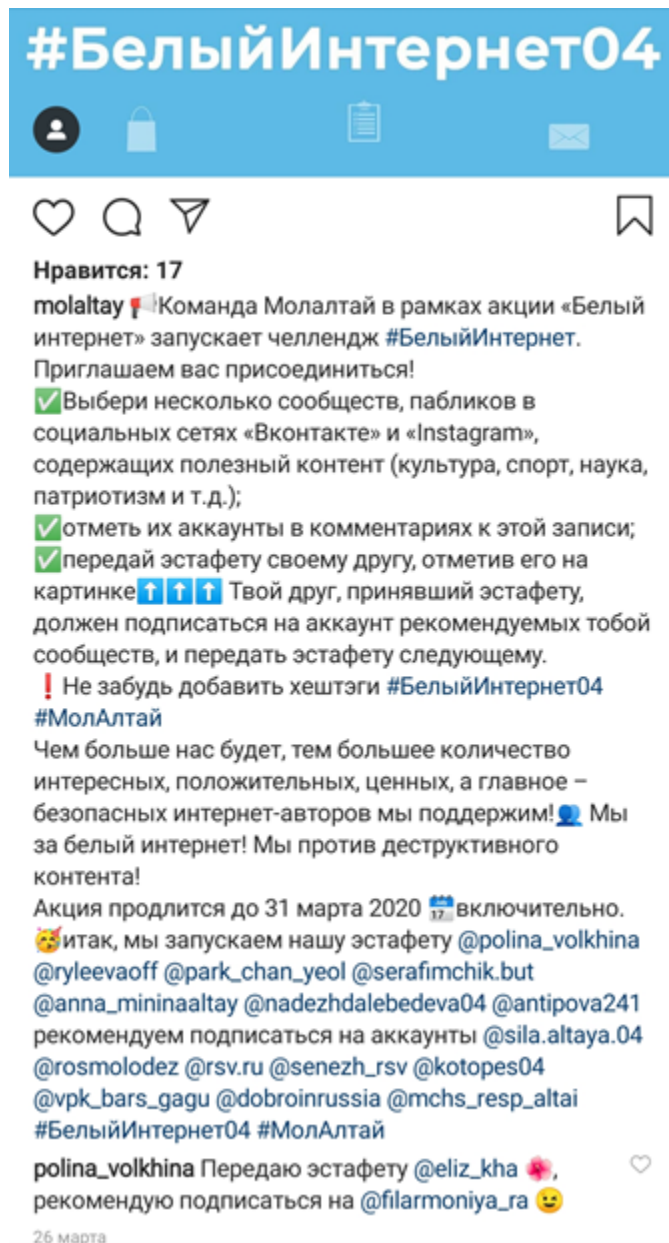 #БелыйИнтернет04
Нравится: 17
molaltay 📢Команда Молалтай в рамках акции «Белый
интернет» запускает челлендж #БелыйИнтернет.
Приглашаем вас присоединиться!
✅Выбери несколько сообществ, пабликов в
социальных сетях «Вконтакте» и «Instagram»,
содержащих полезный контент (культура, спорт, наука,
патриотизм и т.д.);
✅отметь их аккаунты в комментариях к этой записи;
✅передай эстафету своему другу, отметив его на
картинке⬆️⬆️⬆️ Твой друг, принявший эстафету,
должен подписаться на аккаунт рекомендуемых тобой
сообществ, и передать эстафету следующему.
❗ Не забудь добавить хештэги #БелыйИнтернет04
#МолАлтай
Чем больше нас будет, тем большее количество
интересных, положительных, ценных, а главное –
безопасных интернет-авторов мы поддержим!👥 Мы
за белый интернет! Мы против деструктивного
контента!
Акция продлится до 31 марта 2020 📅включительно.
🥳итак, мы запускаем нашу эстафету @polina_volkhina
@ryleevaoff @park_chan_yeol @serafimchik.but
@anna_mininaaltay @nadezhdalebedeva04 @antipova241
рекомендуем подписаться на аккаунты @sila.altaya.04
@rosmolodez @rsv.ru @senezh_rsv @kotopes04
@vpk_bars_gagu @dobroinrussia @mchs_resp_altai
#БелыйИнтернет04 #МолАлтай
polina_volkhina Передаю эстафету @eliz_kha 🌺,
рекомендую подписаться на @filarmoniya_ra 😉
26 марта